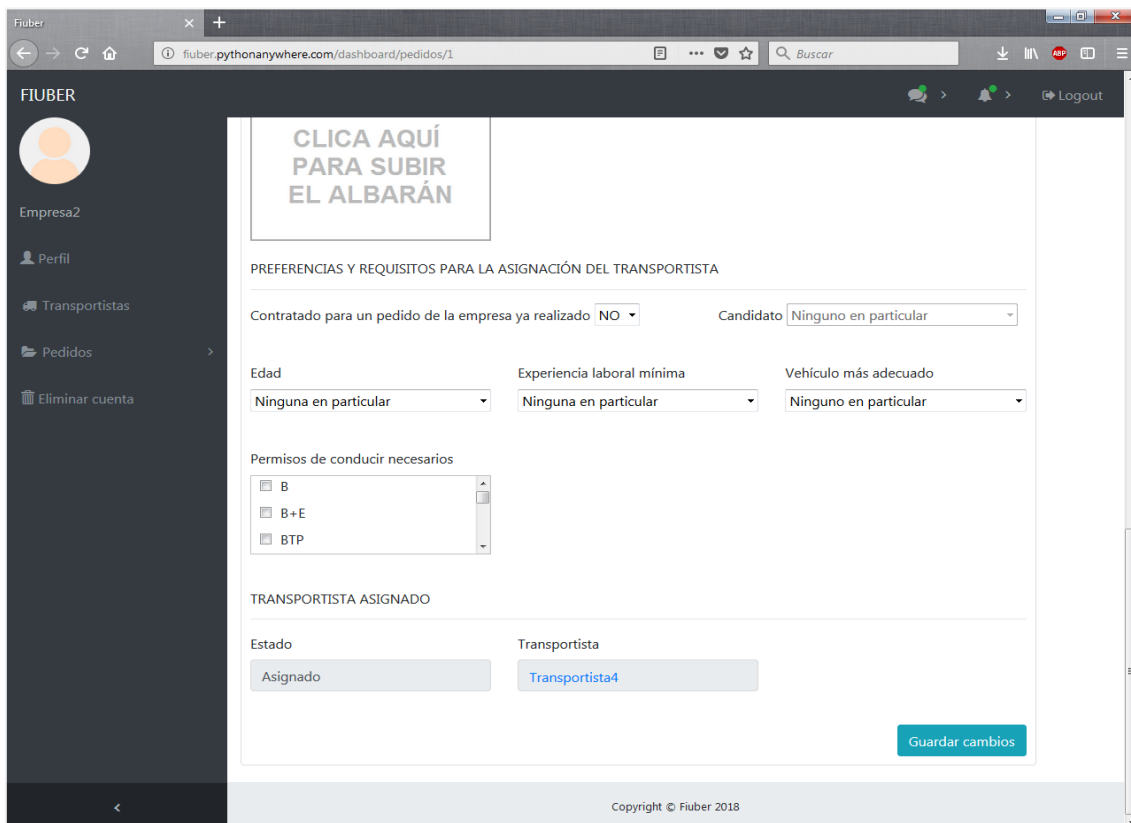 Fiuber
fiuber.pythonanywhere.com/dashboard/pedidos/1
Buscar
ABP
FIUBER
Logout
Empresa2
Perfil
Transportistas
Pedidos
Eliminar cuenta
CLICA AQUÍ
PARA SUBIR
EL ALBARÁN
PREFERENCIAS Y REQUISITOS PARA LA ASIGNACIÓN DEL TRANSPORTISTA
Contratado para un pedido de la empresa ya realizado NO Candidato Ninguno en particular
Edad Experiencia laboral mínima Vehículo más adecuado
Ninguna en particular Ninguna en particular Ninguno en particular
Permisos de conducir necesarios
B
B+E
BTP
TRANSPORTISTA ASIGNADO
Estado Transportista
Asignado Transportista4
Guardar cambios
Copyright © Fiuber 2018